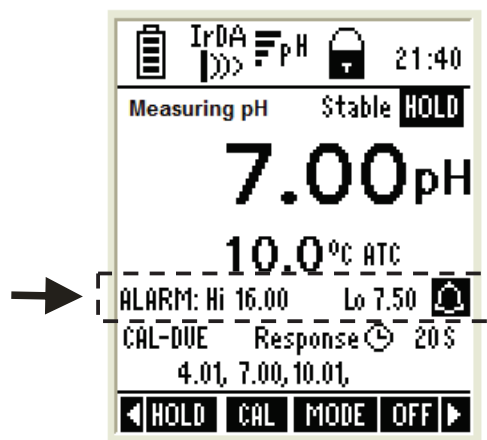 IrDA pH 21:40
Measuring pH Stable HOLD
7.00pH
10.0°C ATC
ALARM: Hi 16.00 Lo 7.50
CAL-DUE Response 20S
4.01, 7.00, 10.01,
HOLD CAL MODE OFF